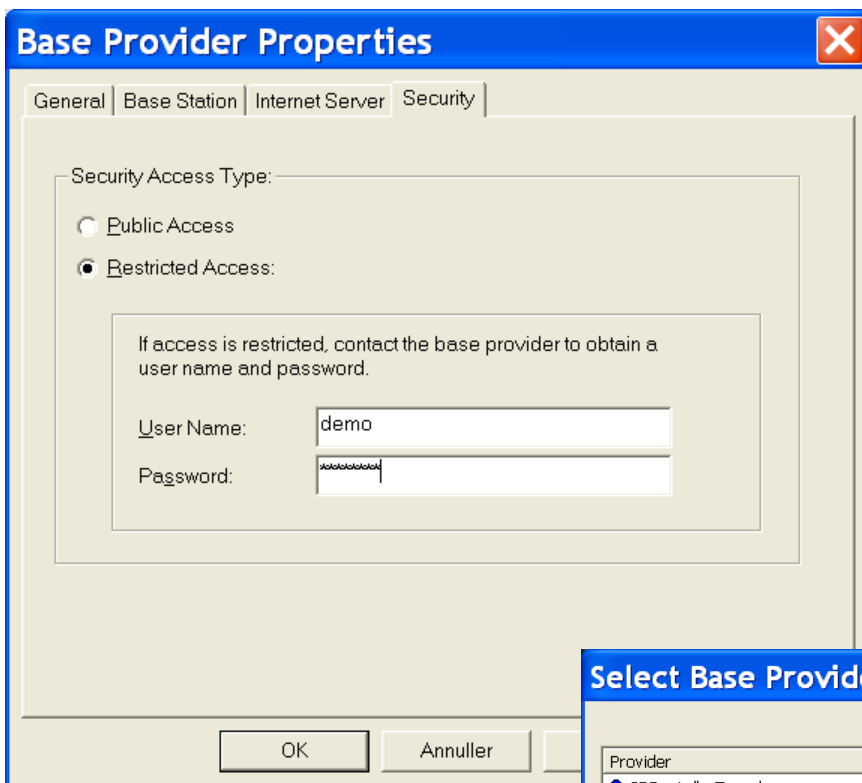 Base Provider Properties
General
Base Station
Internet Server
Security
Security Access Type:
Public Access
Restricted Access:
If access is restricted, contact the base provider to obtain a
user name and password.
User Name:
demo
Password:
*********
OK
Annuller
Select Base Provide
Provider